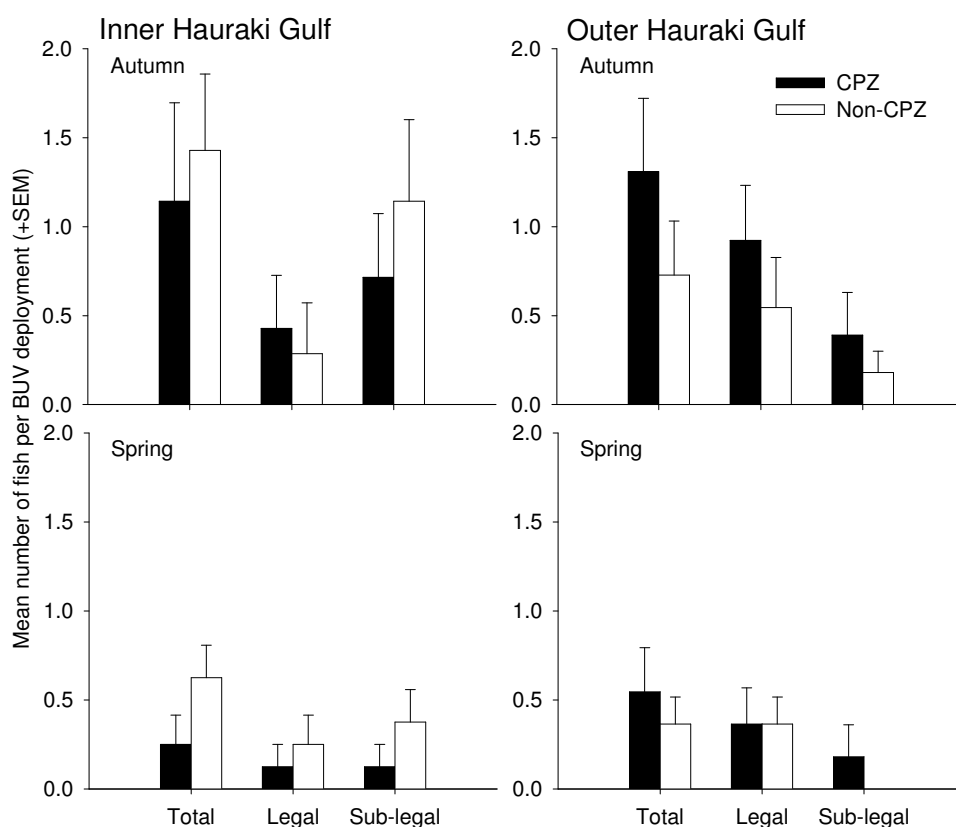 Inner Hauraki Gulf
Outer Hauraki Gulf
Mean number of fish per BUV deployment (+SEM)
2.0
1.5
1.0
0.5
0.0
Autumn
2.0
1.5
1.0
0.5
0.0
Autumn
CPZ
Non-CPZ
2.0
1.5
1.0
0.5
0.0
Spring
Total Legal Sub-legal
2.0
1.5
1.0
0.5
0.0
Spring
Total Legal Sub-legal